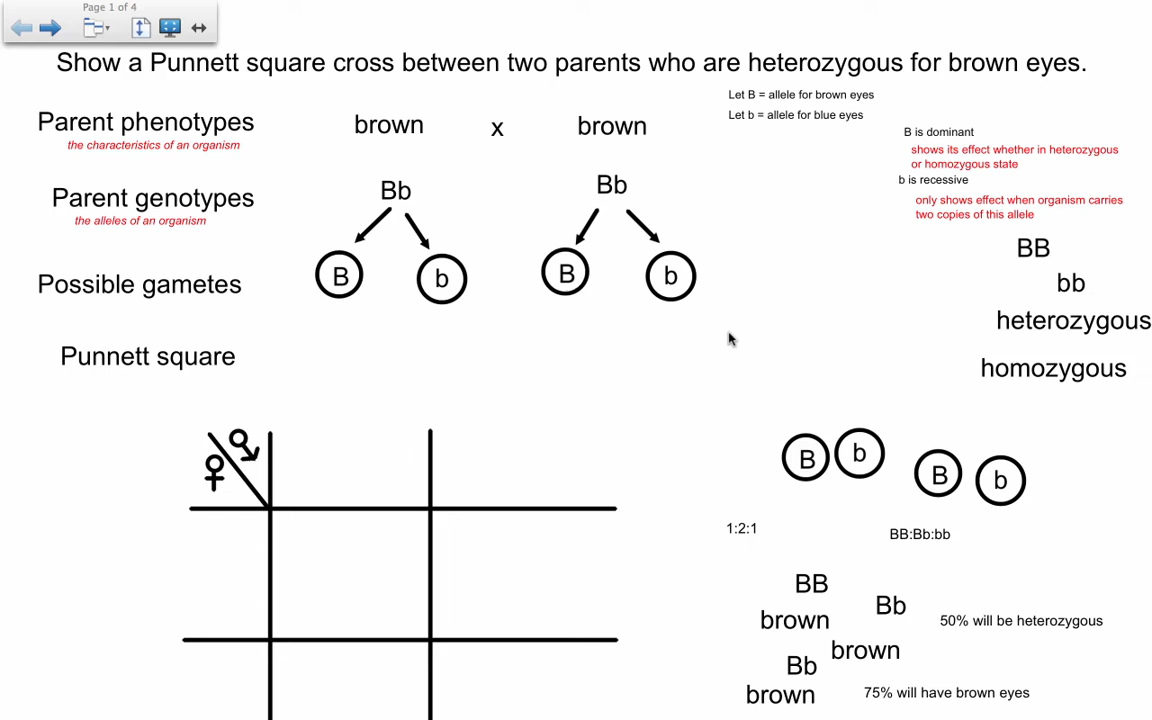 Page 1 of 4
Show a Punnett square cross between two parents who are heterozygous for brown eyes.
Let B = allele for brown eyes
Let b = allele for blue eyes
Parent phenotypes
the characteristics of an organism
brown x brown
B is dominant
shows its effect whether in heterozygous
or homozygous state
b is recessive
only shows effect when organism carries
two copies of this allele
Parent genotypes
the alleles of an organism
Bb Bb
Possible gametes
B b B b
BB
bb
heterozygous
homozygous
Punnett square
B b B b
1:2:1 BB:Bb:bb
BB
Bb
brown
50% will be heterozygous
brown
Bb
brown
75% will have brown eyes